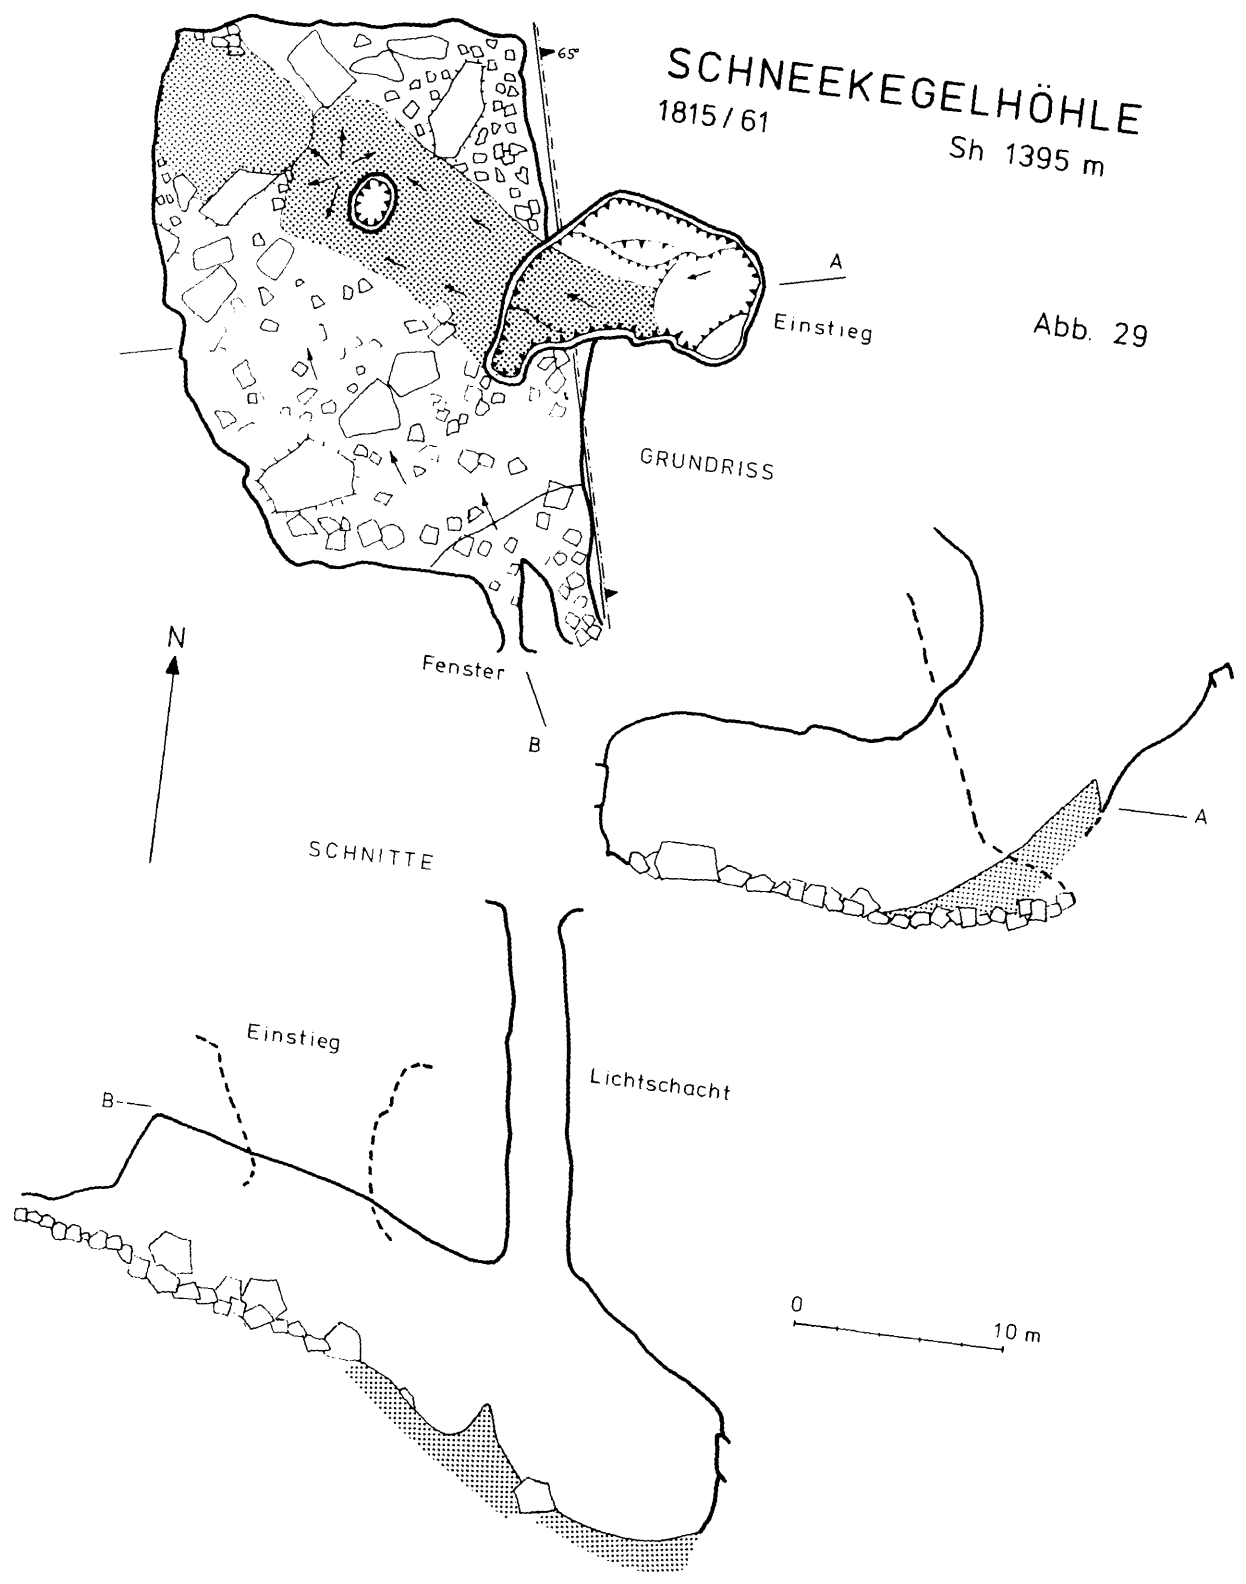 SCHNEEKEGELHÖHLE
1815/61
Sh 1395 m
65°
A
Einstieg
Abb. 29
GRUNDRISS
N
Fenster
B
A
SCHNITTE
Einstieg
B
Lichtschacht
0
10 m